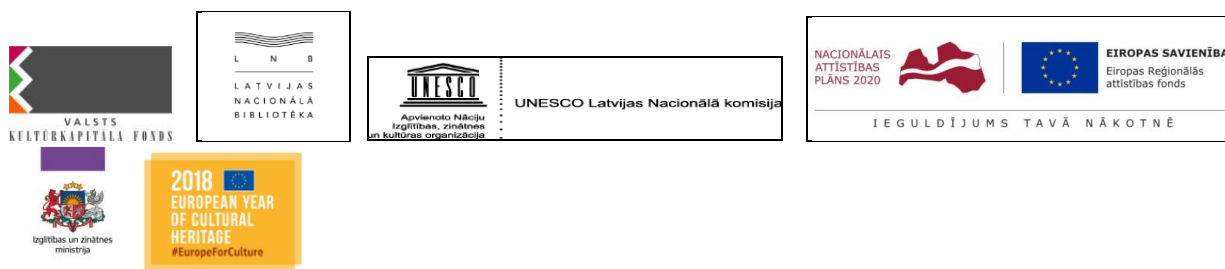 VALSTS
KULTŪRKAPITĀLA FONDS
L N B
LATVIJAS
NACIONĀLĀ
BIBLIOTĒKA
UNESCO
Apvienoto Nāciju
Izglītības, zinātnes
un kultūras organizācija
UNESCO Latvijas Nacionālā komisija
NACIONĀLAIS
ATTĪSTĪBAS
PLĀNS 2020
EIROPAS SAVIENĪBA
Eiropas Reģionālās
attīstības fonds
IEGULDĪJUMS TAVĀ NĀKOTNĒ
Izglītības un zinātnes
ministrija
2018
EUROPEAN YEAR
OF CULTURAL
HERITAGE
#EuropeForCulture